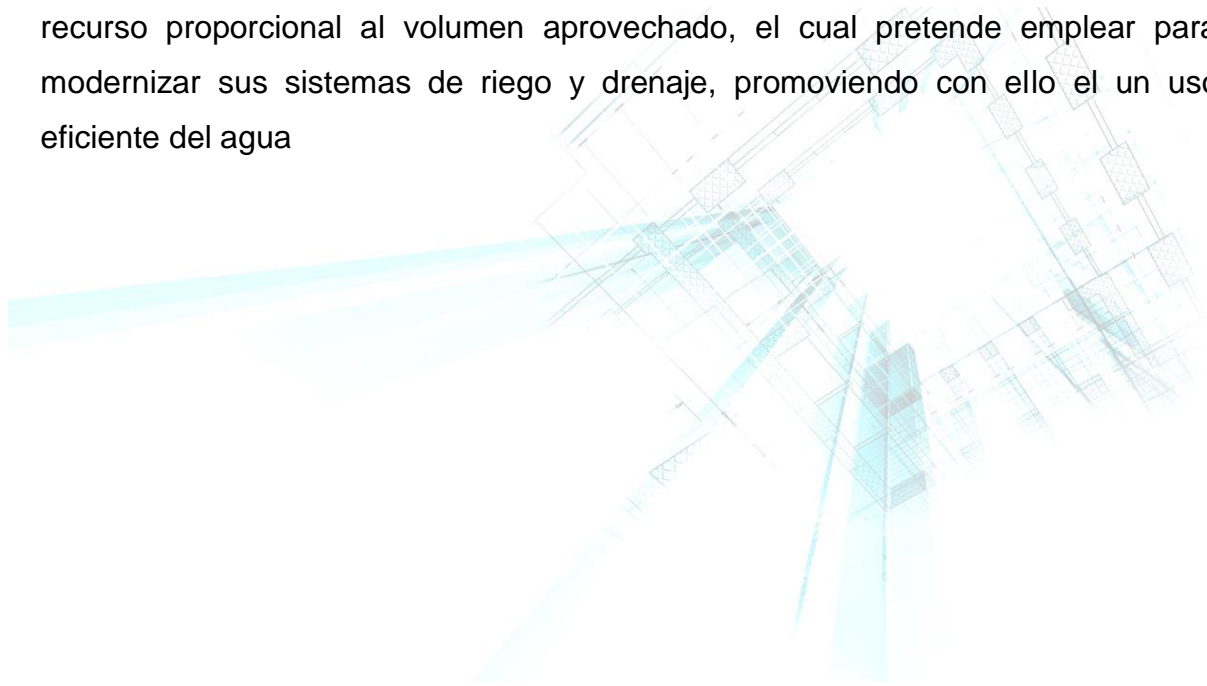 recurso proporcional al volumen aprovechado, el cual pretende emplear para
modernizar sus sistemas de riego y drenaje, promoviendo con ello el un uso
eficiente del agua